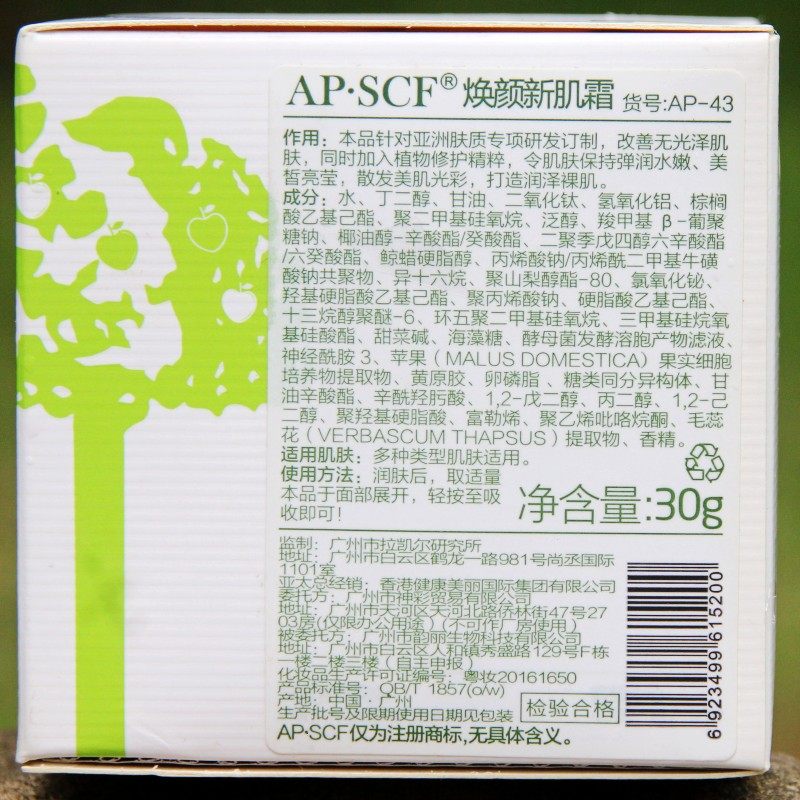 AP·SCF® 焕颜新肌霜 货号:AP-43
作用：本品针对亚洲肤质专项研发订制，改善无光泽肌
肤，同时加入植物修护精粹，令肌肤保持弹润水嫩、美
皙亮莹，散发美肌光彩，打造润泽裸肌。
成分：水、丁二醇、甘油、二氧化钛、氢氧化铝、棕榈
酸乙基己酯、聚二甲基硅氧烷、泛醇、羧甲基 β-葡聚
糖钠、椰油醇-辛酸酯/癸酸酯、二聚季戊四醇六辛酸酯
/六癸酸酯、鲸蜡硬脂醇、丙烯酸钠/丙烯酰二甲基牛磺
酸钠共聚物、异十六烷、聚山梨醇酯-80、氯氧化铋、
羟基硬脂酸乙基己酯、聚丙烯酸钠、硬脂酸乙基己酯、
十三烷醇聚醚-6、环五聚二甲基硅氧烷、三甲基硅烷氧
基硅酸酯、甜菜碱、海藻糖、酵母菌发酵溶胞产物滤液、
神经酰胺 3、苹果（MALUS DOMESTICA）果实细胞
培养物提取物、黄原胶、卵磷脂 、糖类同分异构体、甘
油辛酸酯、辛酰羟肟酸、1,2-戊二醇、丙二醇、1,2-己
二醇、聚羟基硬脂酸、富勒烯、聚乙烯吡咯烷酮、毛蕊
花（VERBASCUM THAPSUS）提取物、香精。
适用肌肤：多种类型肌肤适用。
使用方法：润肤后，取适量
本品于面部展开，轻按至吸
收即可！
净含量:30g
监制：广州市拉凯尔研究所
地址：广州市白云区鹤龙一路981号尚丞国际
1101室
亚太总经销：香港健康美丽国际集团有限公司
委托方：广州市神彩贸易有限公司
地址：广州市天河区天河北路侨林街47号27
03房(仅限办公用途）(不可作厂房使用）
被委托方：广州市韵丽生物科技有限公司
地址：广州市白云区人和镇秀盛路129号F栋
一楼二楼三楼（自主申报）
化妆品生产许可证编号：粤妆20161650
产品标准号：QB/T 1857(o/w)
产地：中国·广州
生产批号及限期使用日期见包装
检验合格
AP·SCF仅为注册商标,无具体含义。
6 923499 615200